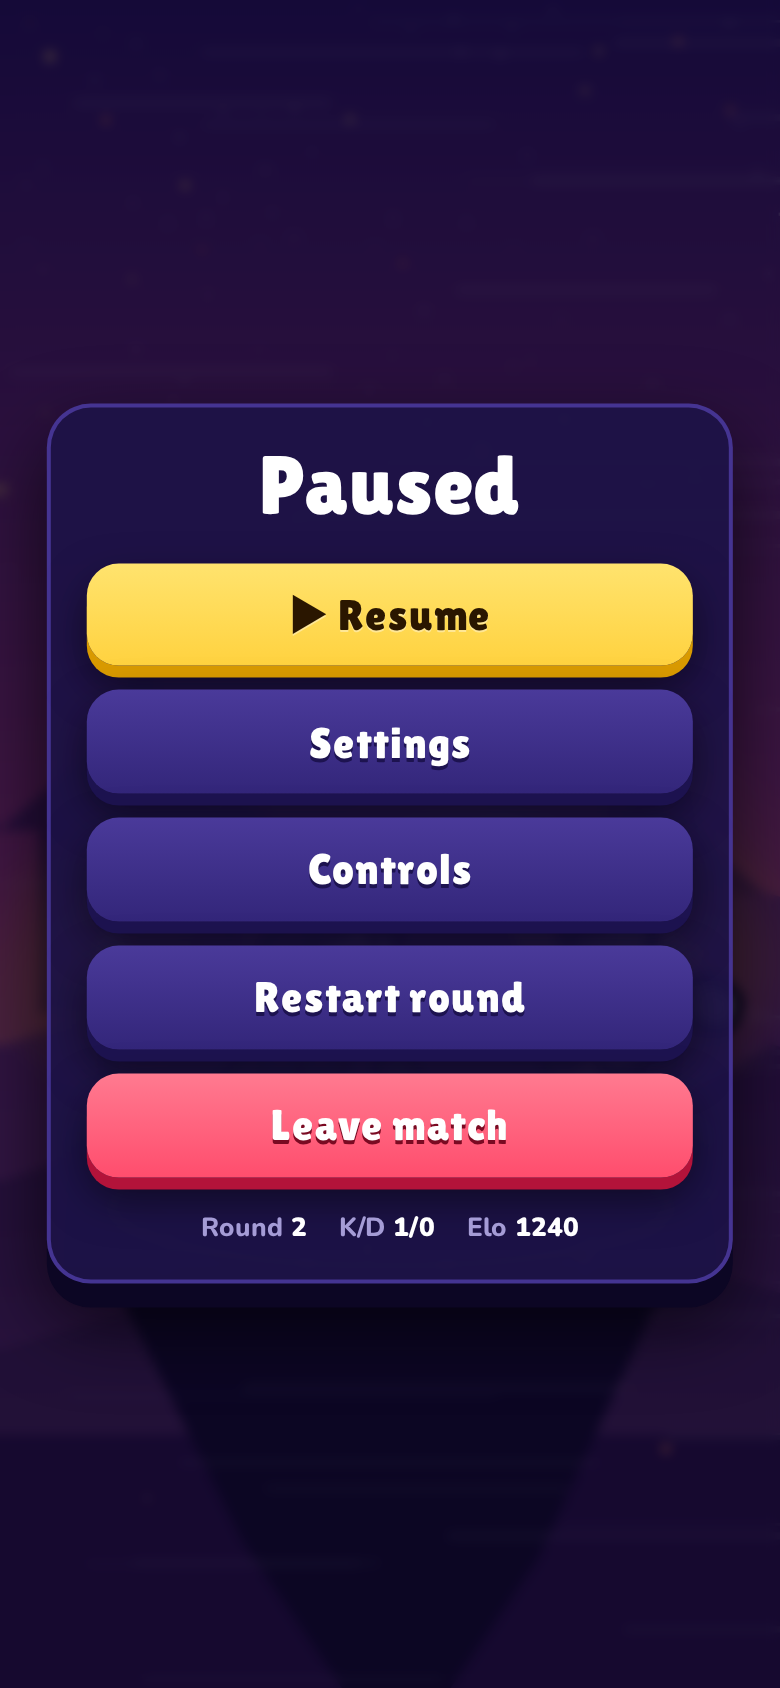 Paused
▶ Resume
Settings
Controls
Restart round
Leave match
Round 2 K/D 1/0 Elo 1240